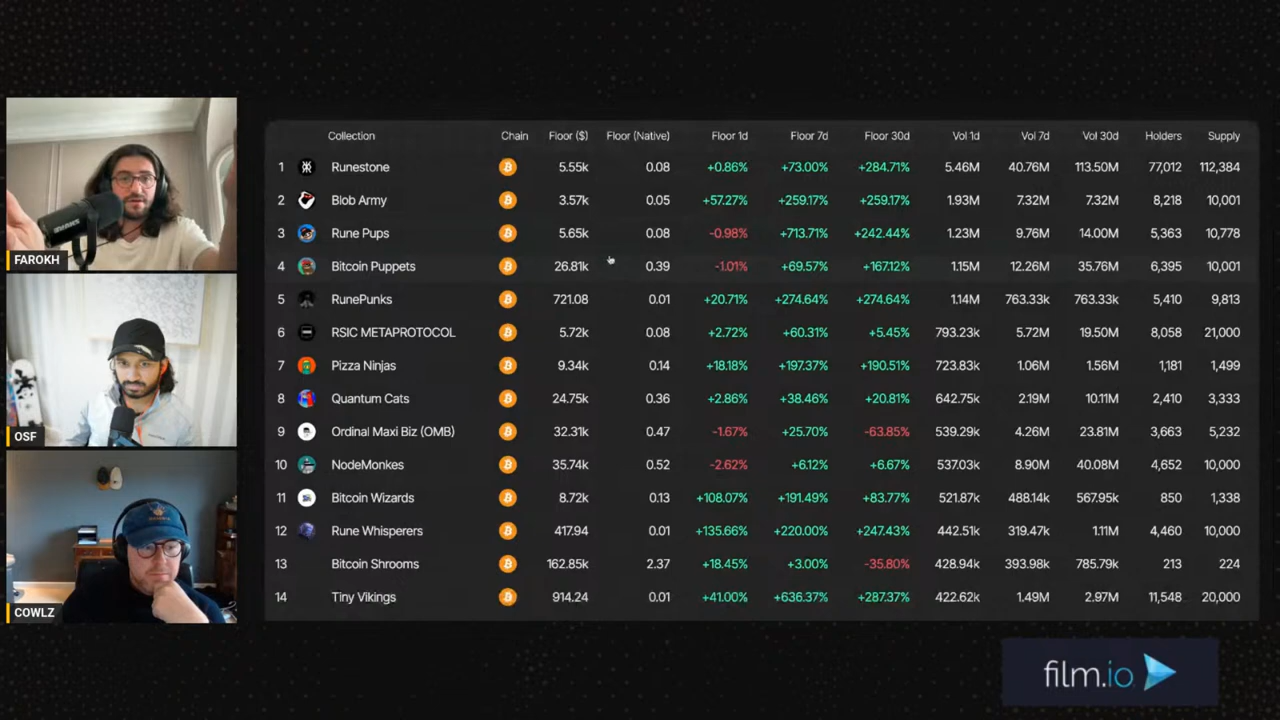 FAROKH
OSF
COWLZ
Collection Chain Floor ($) Floor (Native) Floor 1d Floor 7d Floor 30d Vol 1d Vol 7d Vol 30d Holders Supply
1 Runestone 5.55k 0.08 +0.86% +73.00% +284.71% 5.46M 40.76M 113.50M 77,012 112,384
2 Blob Army 3.57k 0.05 +57.27% +259.17% +259.17% 1.93M 7.32M 7.32M 8,218 10,001
3 Rune Pups 5.65k 0.08 -0.98% +713.71% +242.44% 1.23M 9.76M 14.00M 5,363 10,778
4 Bitcoin Puppets 26.81k 0.39 -1.01% +69.57% +167.12% 1.15M 12.26M 35.76M 6,395 10,001
5 RunePunks 721.08 0.01 +20.71% +274.64% +274.64% 1.14M 763.33k 763.33k 5,410 9,813
6 RSIC METAPROTOCOL 5.72k 0.08 +2.72% +60.31% +5.45% 793.23k 5.72M 19.50M 8,058 21,000
7 Pizza Ninjas 9.34k 0.14 +18.18% +197.37% +190.51% 723.83k 1.06M 1.56M 1,181 1,499
8 Quantum Cats 24.75k 0.36 +2.86% +38.46% +20.81% 642.75k 2.19M 10.11M 2,410 3,333
9 Ordinal Maxi Biz (OMB) 32.31k 0.47 -1.67% +25.70% -63.85% 539.29k 4.26M 23.81M 3,663 5,232
10 NodeMonkes 35.74k 0.52 -2.62% +6.12% +6.67% 537.03k 8.90M 40.08M 4,652 10,000
11 Bitcoin Wizards 8.72k 0.13 +108.07% +191.49% +83.77% 521.87k 488.14k 567.95k 850 1,338
12 Rune Whisperers 417.94 0.01 +135.66% +220.00% +247.43% 442.51k 319.47k 1.11M 4,460 10,000
13 Bitcoin Shrooms 162.85k 2.37 +18.45% +3.00% -35.80% 428.94k 393.98k 785.79k 213 224
14 Tiny Vikings 914.24 0.01 +41.00% +636.37% +287.37% 422.62k 1.49M 2.97M 11,548 20,000
film.io